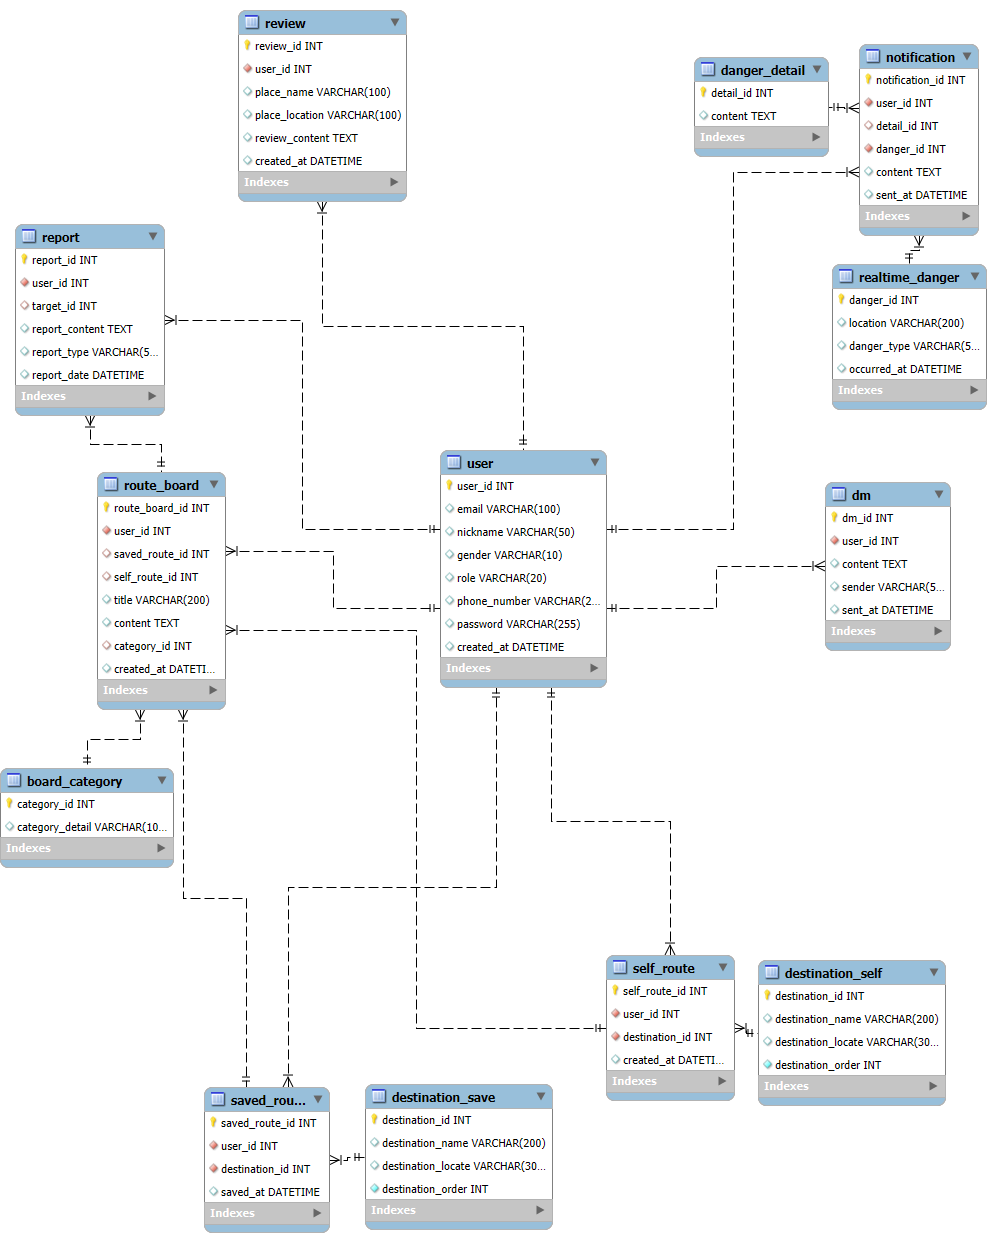 review
review_id INT
user_id INT
place_name VARCHAR(100)
place_location VARCHAR(100)
review_content TEXT
created_at DATETIME
Indexes
danger_detail
detail_id INT
content TEXT
Indexes
notification
notification_id INT
user_id INT
detail_id INT
danger_id INT
content TEXT
sent_at DATETIME
Indexes
report
report_id INT
user_id INT
target_id INT
report_content TEXT
report_type VARCHAR(5...
report_date DATETIME
Indexes
realtime_danger
danger_id INT
location VARCHAR(200)
danger_type VARCHAR(5...
occurred_at DATETIME
Indexes
user
user_id INT
email VARCHAR(100)
nickname VARCHAR(50)
gender VARCHAR(10)
role VARCHAR(20)
phone_number VARCHAR(2...
password VARCHAR(255)
created_at DATETIME
Indexes
route_board
route_board_id INT
user_id INT
saved_route_id INT
self_route_id INT
title VARCHAR(200)
content TEXT
category_id INT
created_at DATETI...
Indexes
dm
dm_id INT
user_id INT
content TEXT
sender VARCHAR(5...
sent_at DATETIME
Indexes
board_category
category_id INT
category_detail VARCHAR(10...
Indexes
self_route
self_route_id INT
user_id INT
destination_id INT
created_at DATETI...
Indexes
destination_self
destination_id INT
destination_name VARCHAR(200)
destination_locate VARCHAR(30...
destination_order INT
Indexes
saved_rou...
saved_route_id INT
user_id INT
destination_id INT
saved_at DATETIME
Indexes
destination_save
destination_id INT
destination_name VARCHAR(200)
destination_locate VARCHAR(30...
destination_order INT
Indexes